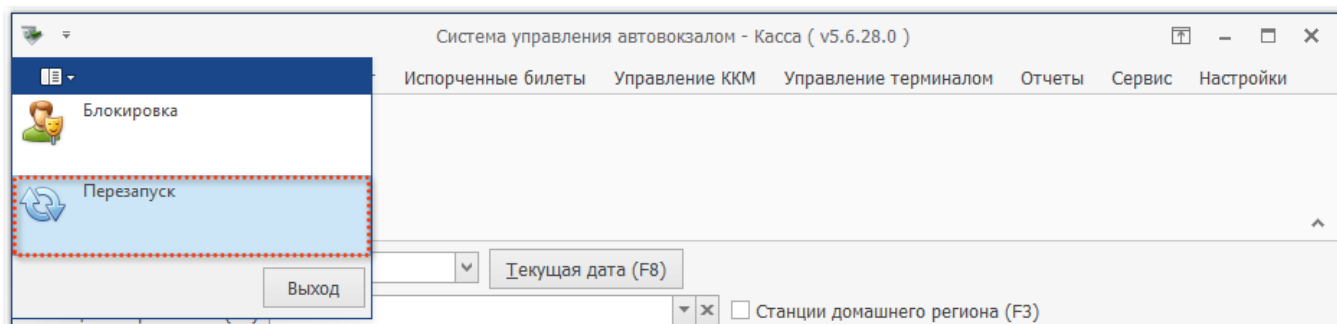 Система управления автовокзалом - Касса ( v5.6.28.0 )
Испорченные билеты Управление ККМ Управление терминалом Отчеты Сервис Настройки
Блокировка
Перезапуск
Текущая дата (F8)
Выход
Станции домашнего региона (F3)